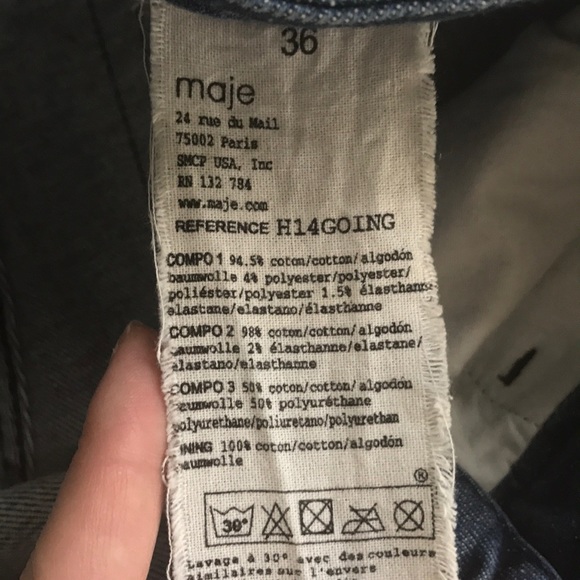 36
maje
24 rue du Mail
75002 Paris
SMCP USA, Inc
RN 132 784
www.maje.com
REFERENCE H14GOING
COMPO 1 94.5% coton/cotton/algodón
baumwolle 4% polyester/polyester/
poliéster/polyester 1.5% élasthanne
elastane/elastano/élasthanne
COMPO 2 98% coton/cotton/algodón
baumwolle 2% élasthanne/elastane/
elastano/elasthanne
COMPO 3 50% coton/cotton/algodón
baumwolle 50% polyuréthane
polyurethane/poliuretano/polyurethan
INING 100% coton/cotton/algodón
baumwolle
®
30°
Lavage à 30° avec des couleurs
similaires sur l'envers